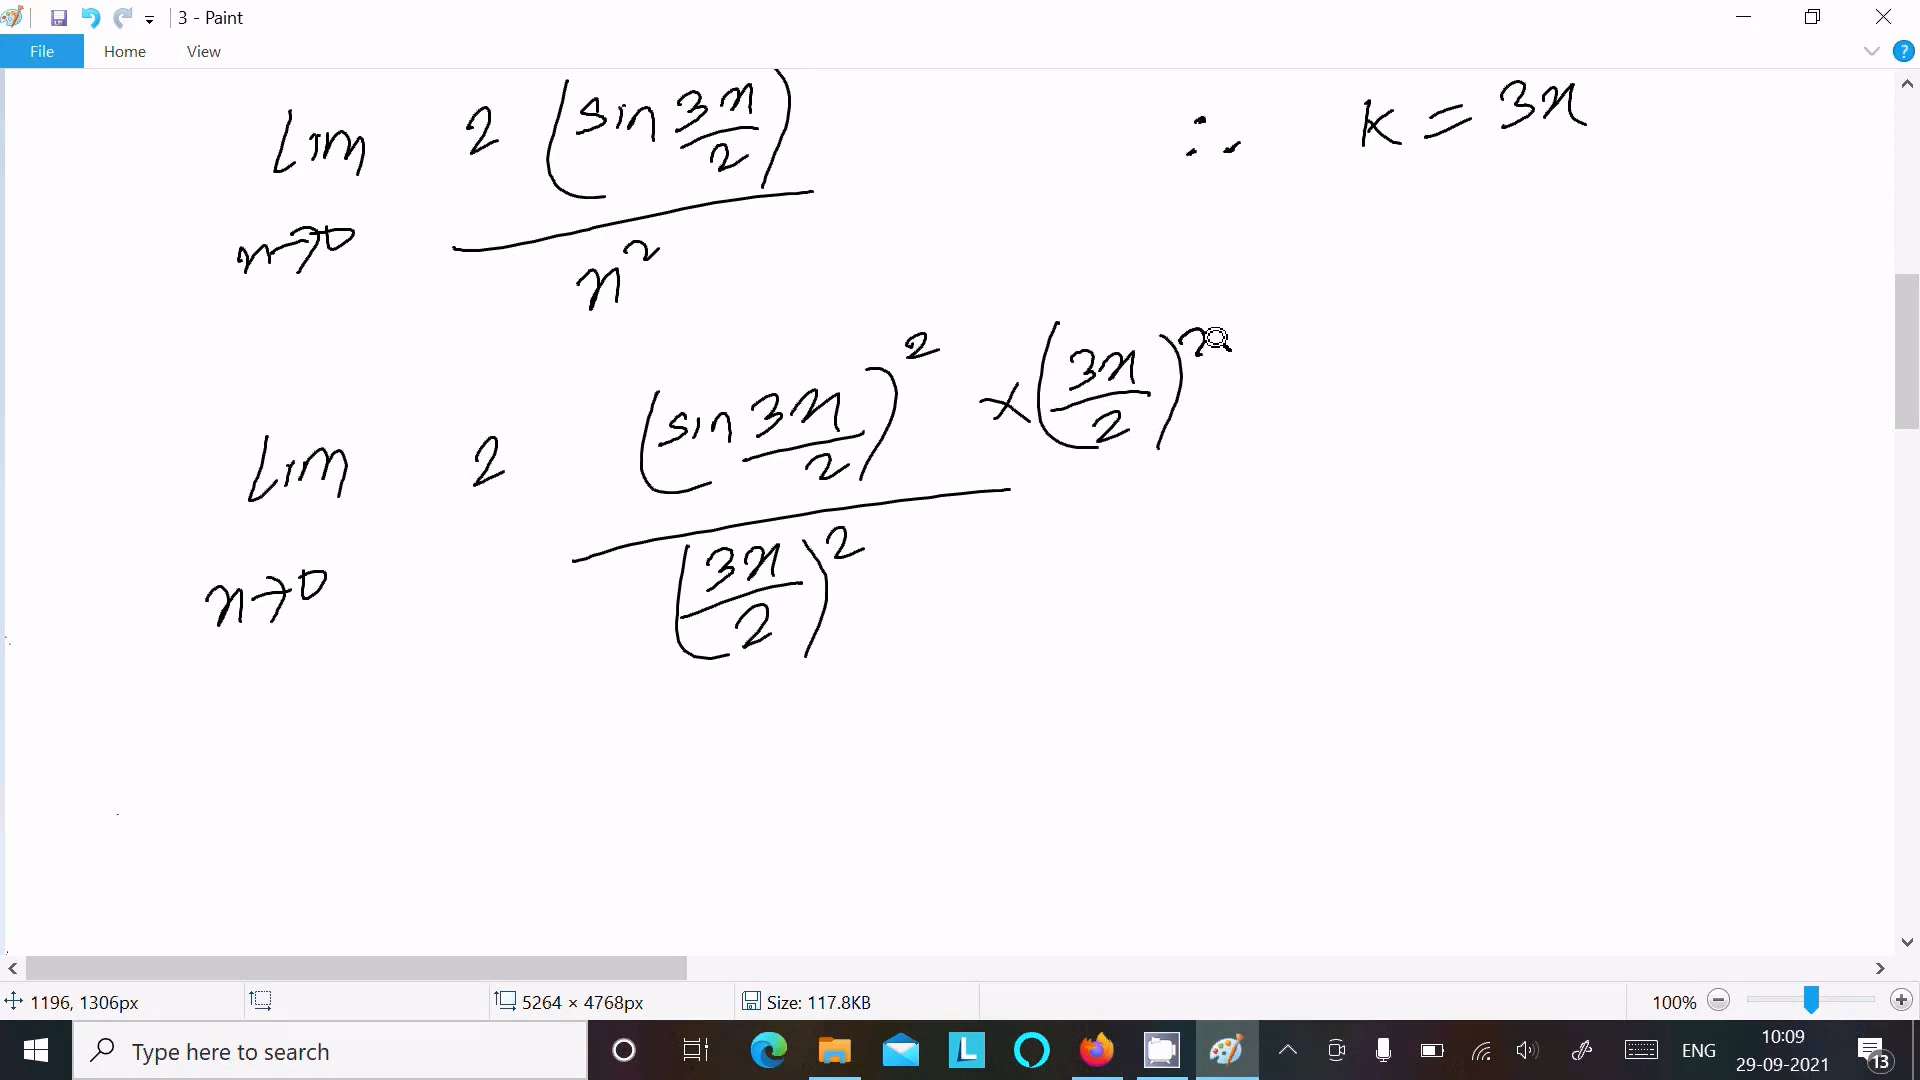 3 - Paint
File Home View
Lim 2 (sin 3x/2) ∴ K = 3x
x→0 x²
Lim 2 (sin 3x/2)² × (3x/2)²
x→0 (3x/2)²
1196, 1306px 5264 × 4768px Size: 117.8KB 100%
Type here to search L ENG 10:09
29-09-2021 13